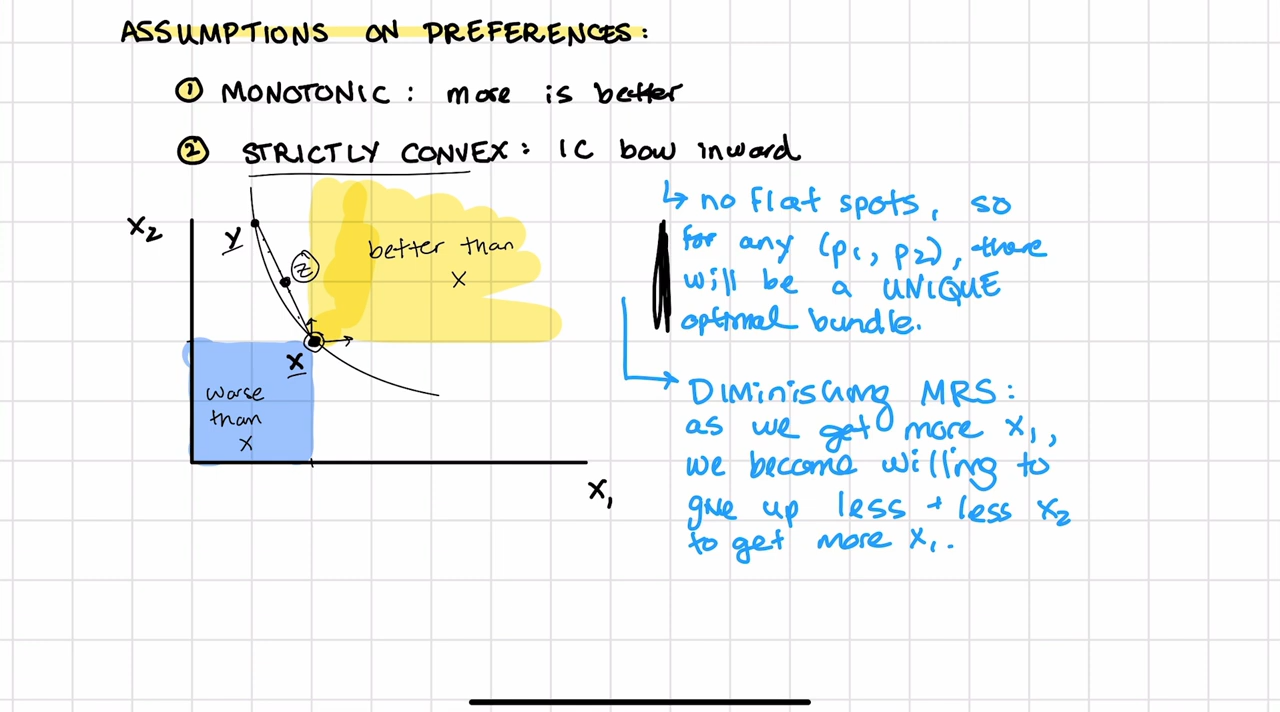 ASSUMPTIONS ON PREFERENCES:
① MONOTONIC: more is better
② STRICTLY CONVEX: IC bow inward
↳ no flat spots, so
for any (p₁, p₂), there
will be a UNIQUE
optimal bundle.
x₂
y
z
better than
x
x
worse
than
x
x₁
Diminishing MRS:
as we get more x₁,
we become willing to
give up less + less x₂
to get more x₁.